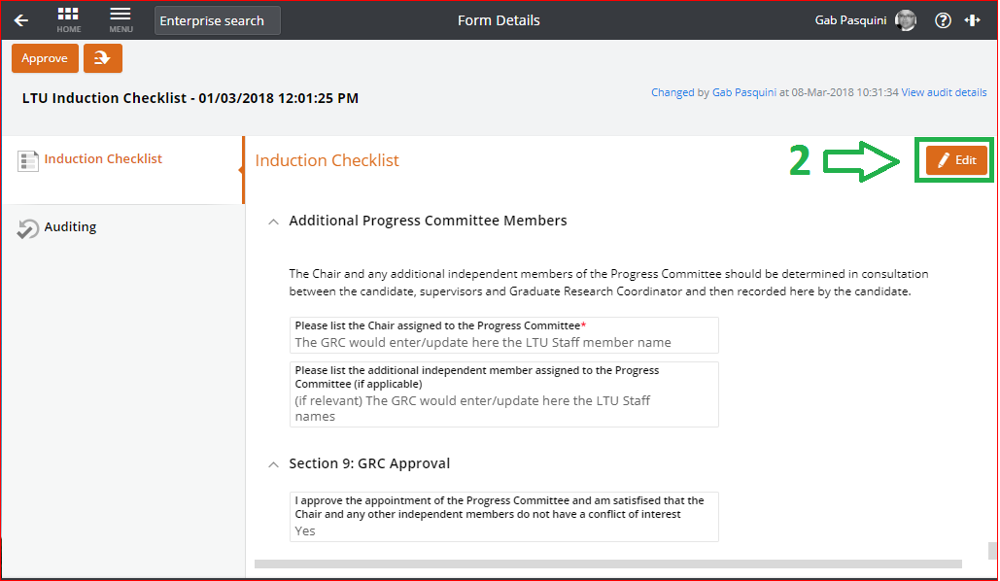 HOME
MENU
Enterprise search
Form Details
Gab Pasquini
Approve
LTU Induction Checklist - 01/03/2018 12:01:25 PM
Changed by Gab Pasquini at 08-Mar-2018 10:31:34 View audit details
Induction Checklist
Auditing
Induction Checklist
2
Edit
Additional Progress Committee Members
The Chair and any additional independent members of the Progress Committee should be determined in consultation
between the candidate, supervisors and Graduate Research Coordinator and then recorded here by the candidate.
Please list the Chair assigned to the Progress Committee*
The GRC would enter/update here the LTU Staff member name
Please list the additional independent member assigned to the Progress
Committee (if applicable)
(if relevant) The GRC would enter/update here the LTU Staff
names
Section 9: GRC Approval
I approve the appointment of the Progress Committee and am satisfised that the
Chair and any other independent members do not have a conflict of interest
Yes